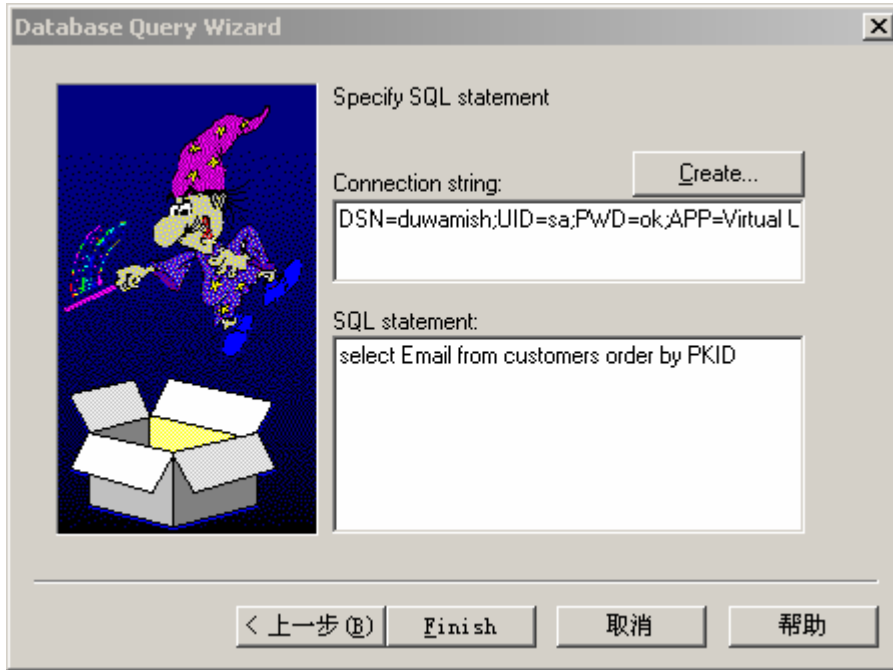 Database Query Wizard
Specify SQL statement
Create...
Connection string:
DSN=duwamish;UID=sa;PWD=ok;APP=Virtual L
SQL statement:
select Email from customers order by PKID
< 上一步(B)
Finish
取消
帮助